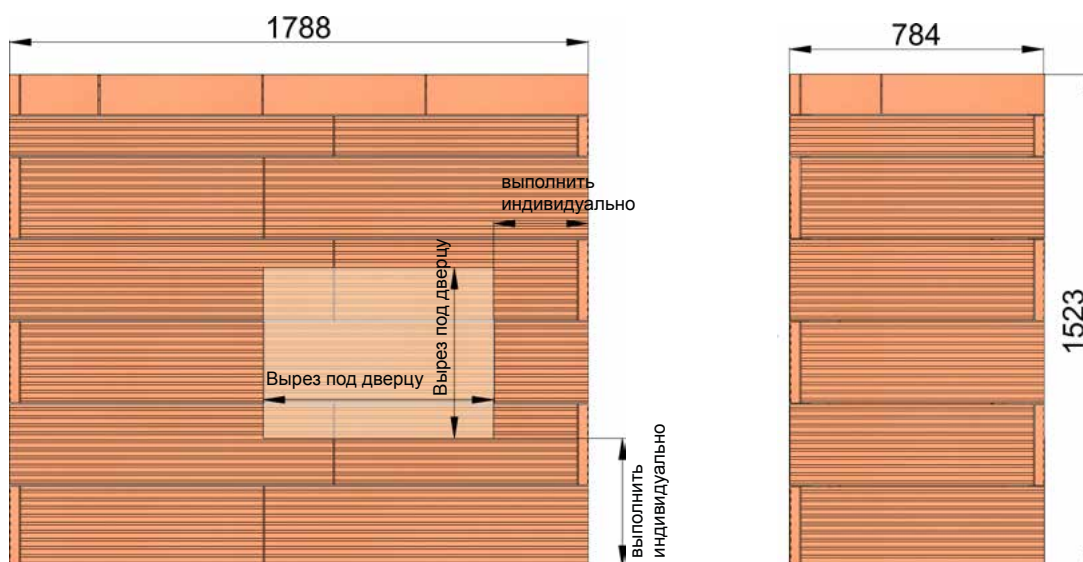 1788
784
выполнить
индивидуально
Вырез под дверцу
Вырез под дверцу
1523
выполнить
индивидуально